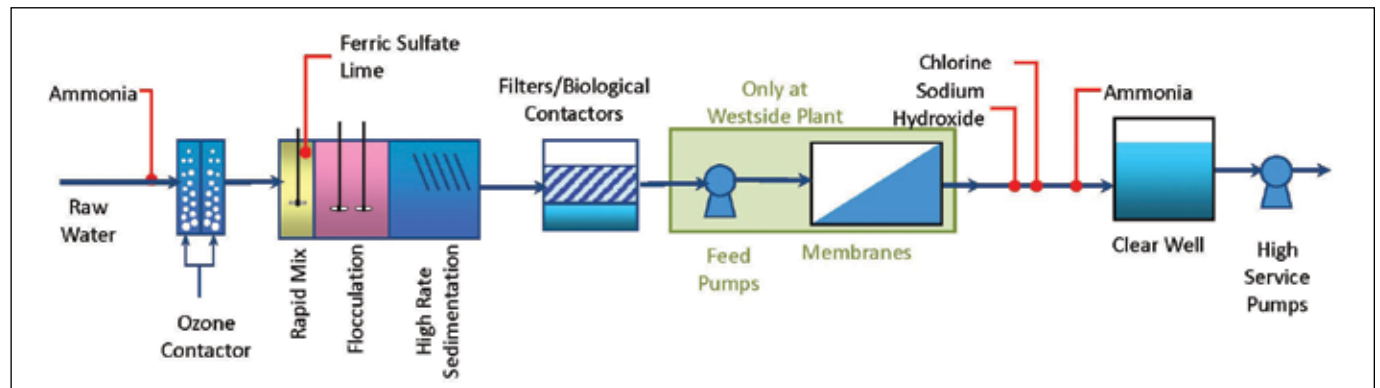 Ammonia
Raw
Water
Ozone
Contactor
Ferric Sulfate
Lime
Rapid Mix
Flocculation
High Rate
Sedimentation
Filters/Biological
Contactors
Only at
Westside Plant
Feed
Pumps
Membranes
Chlorine
Sodium
Hydroxide
Ammonia
Clear Well
High
Service
Pumps